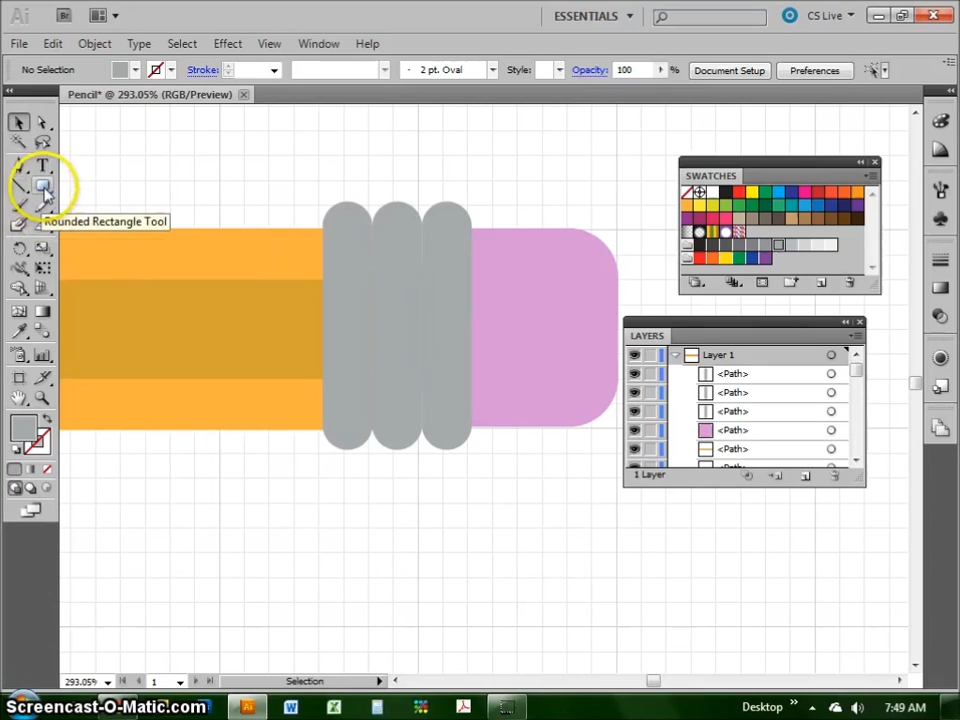 Ai
Br
ESSENTIALS
CS Live
File Edit Object Type Select Effect View Window Help
No Selection
Stroke:
2 pt. Oval
Style:
Opacity: 100 %
Document Setup
Preferences
Pencil* @ 293.05% (RGB/Preview)
T
Rounded Rectangle Tool
SWATCHES
LAYERS
Layer 1
<Path>
<Path>
<Path>
<Path>
<Path>
1 Layer
293.05%
1
Selection
Screencast-O-Matic.com
Ai
W
X
Desktop
7:49 AM